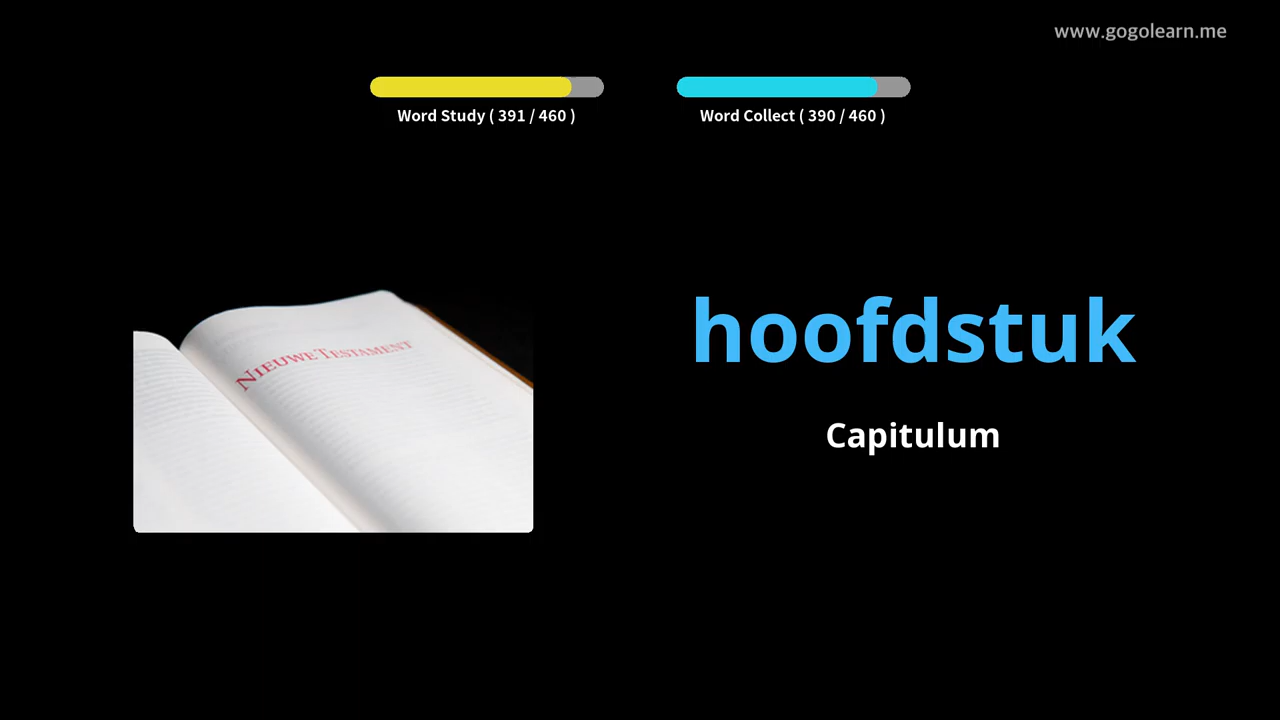 www.gogolearn.me
Word Study ( 391 / 460 )
Word Collect ( 390 / 460 )
NIEUWE TESTAMENT
hoofdstuk
Capitulum